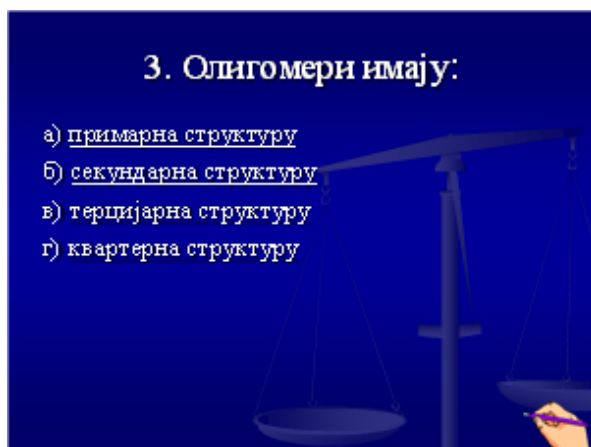 3. Олигомери имају:
а) примарна структуру
б) секундарна структуру
в) терцијарна структуру
г) квартерна структуру